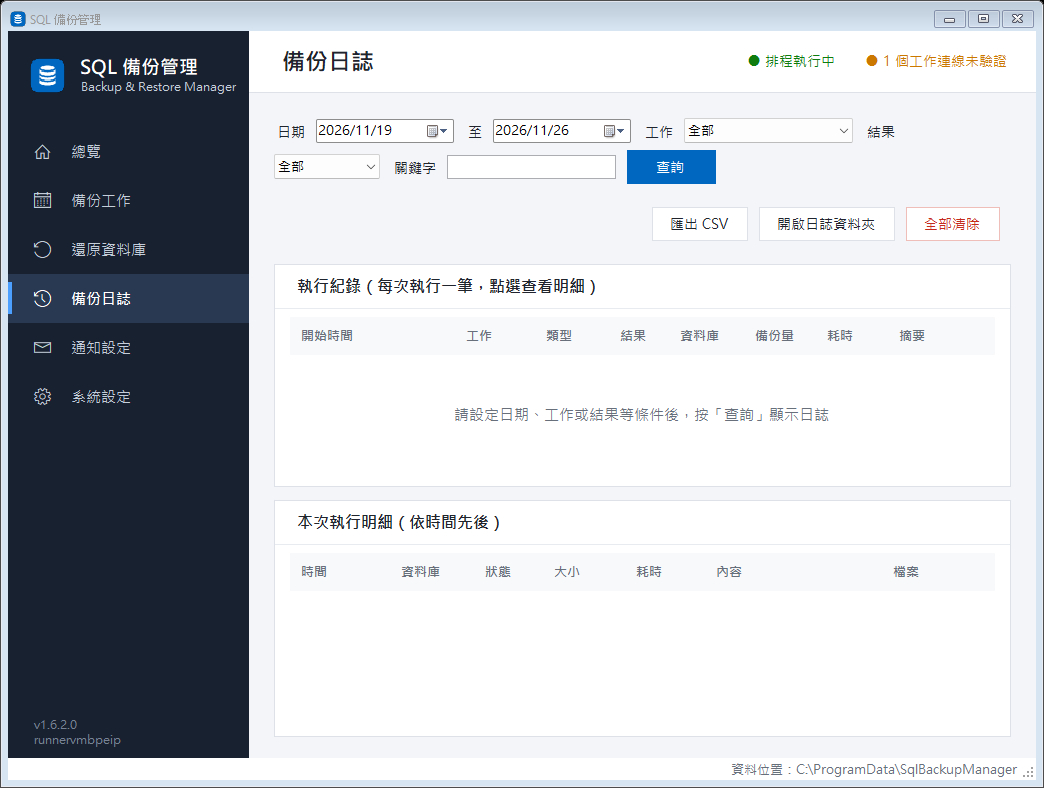 SQL 備份管理
SQL 備份管理
Backup & Restore Manager
總覽
備份工作
還原資料庫
備份日誌
通知設定
系統設定
v1.6.2.0
runnervmbpeip
備份日誌
排程執行中
1 個工作連線未驗證
日期 2026/11/19 至 2026/11/26 工作 全部 結果
全部 關鍵字 查詢
匯出 CSV 開啟日誌資料夾 全部清除
執行紀錄 ( 每次執行一筆，點選查看明細 )
開始時間 工作 類型 結果 資料庫 備份量 耗時 摘要
請設定日期、工作或結果等條件後，按「查詢」顯示日誌
本次執行明細 ( 依時間先後 )
時間 資料庫 狀態 大小 耗時 內容 檔案
資料位置：C:\ProgramData\SqlBackupManager